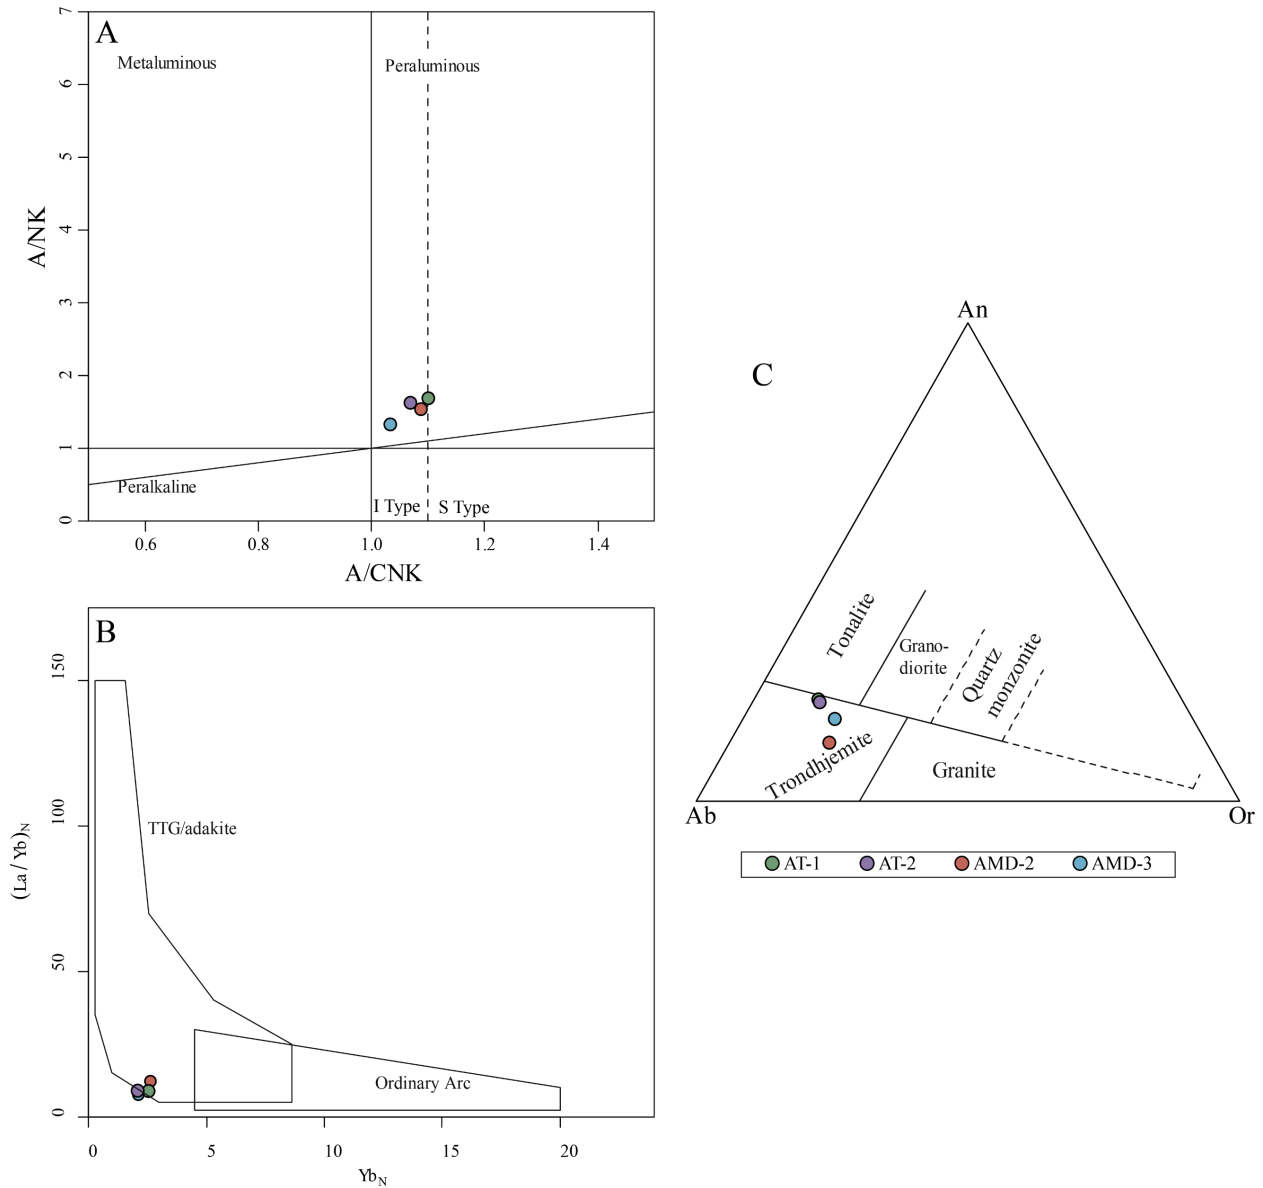 A
Metaluminous
Peraluminous
7
6
5
4
3
2
1
0
A/NK
Peralkaline
I Type
S Type
0.6
0.8
1.0
1.2
1.4
A/CNK
B
150
100
50
0
(La / Yb)N
TTG/adakite
Ordinary Arc
0
5
10
15
20
YbN
C
An
Tonalite
Grano-
diorite
Quartz
monzonite
Trondhjemite
Granite
Ab
Or
AT-1
AT-2
AMD-2
AMD-3